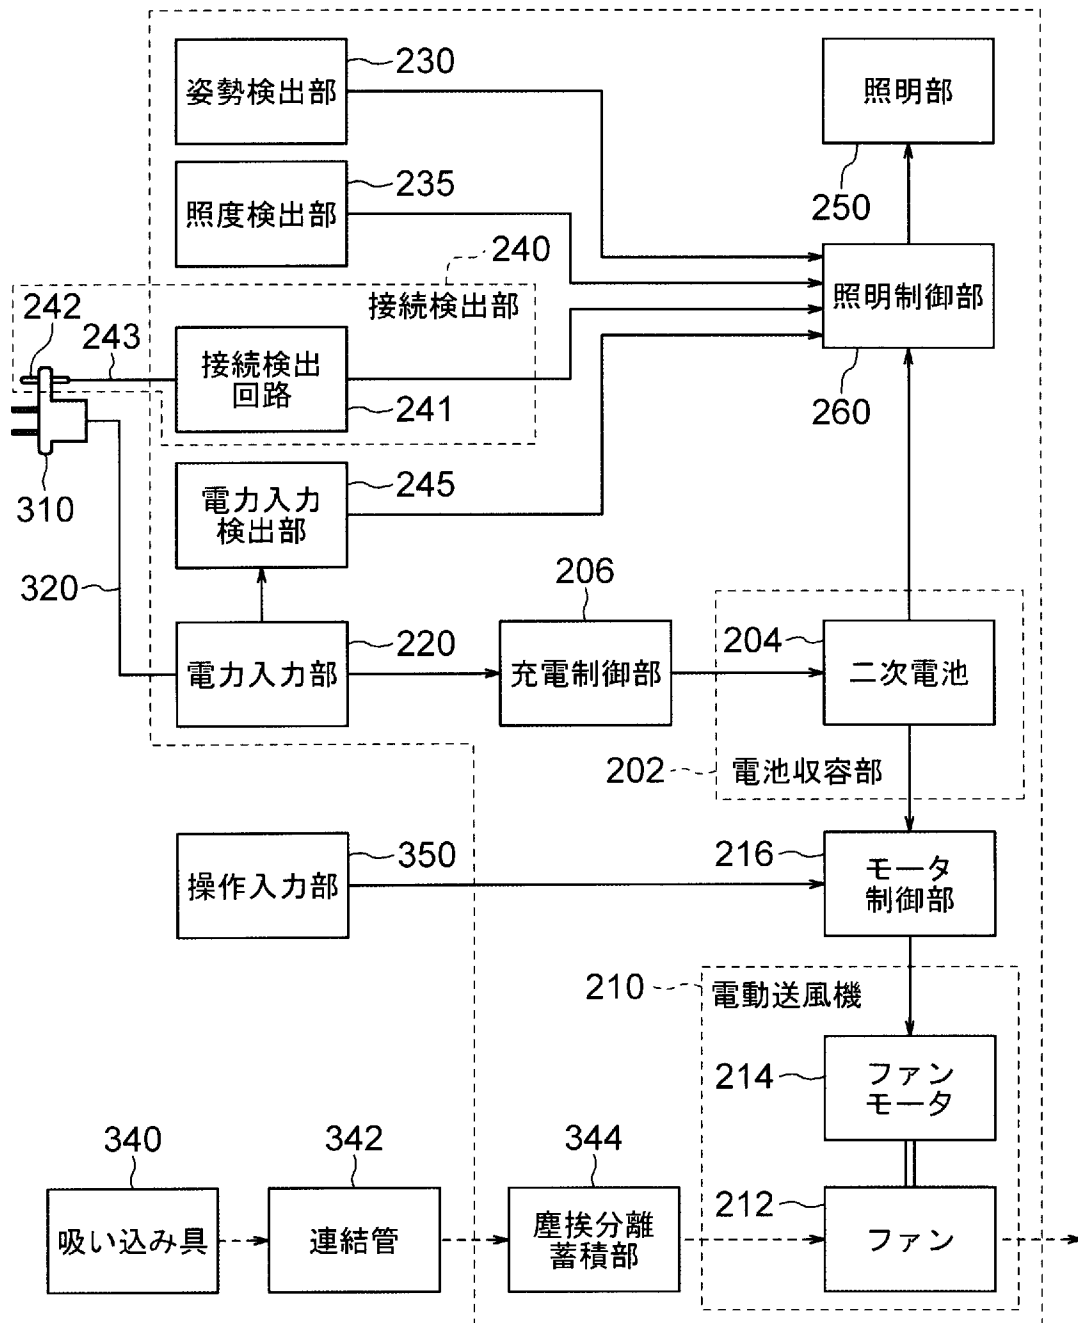 230
姿勢検出部
照明部
235
照度検出部
250
240
接続検出部
照明制御部
242
243
接続検出
回路
241
260
310
245
電力入力
検出部
320
206
220
電力入力部
充電制御部
204
二次電池
202
電池収容部
350
操作入力部
216
モータ
制御部
210
電動送風機
214
ファン
モータ
340
342
344
212
吸い込み具
連結管
塵挨分離
蓄積部
ファン